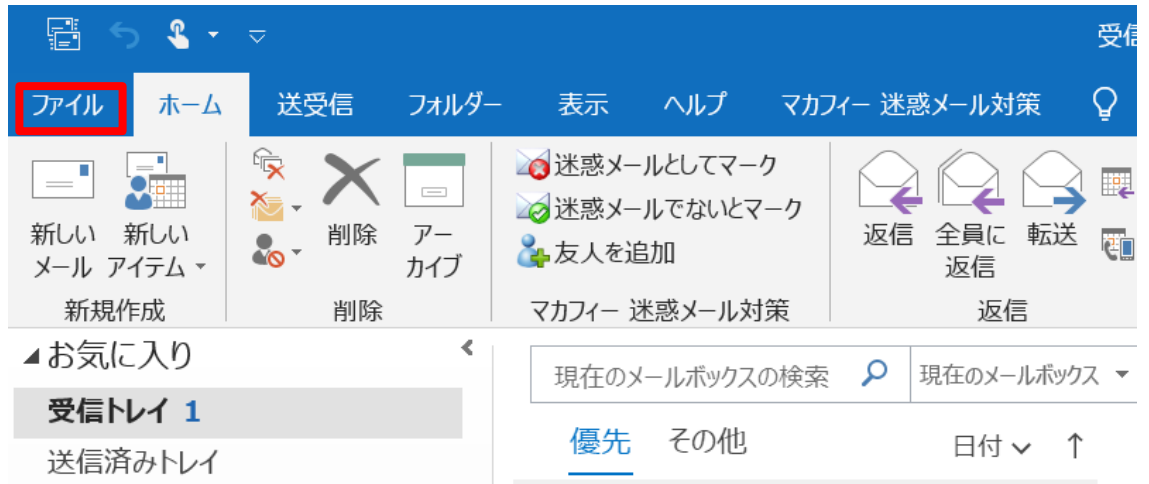 受信
ファイル ホーム 送受信 フォルダー 表示 ヘルプ マカフィー 迷惑メール対策
新しい
メール
新しい
アイテム
新規作成
削除
アー
カイブ
削除
迷惑メールとしてマーク
迷惑メールでないとマーク
友人を追加
マカフィー 迷惑メール対策
返信
全員に
返信
転送
返信
お気に入り
受信トレイ 1
送信済みトレイ
現在のメールボックスの検索
現在のメールボックス
優先 その他
日付